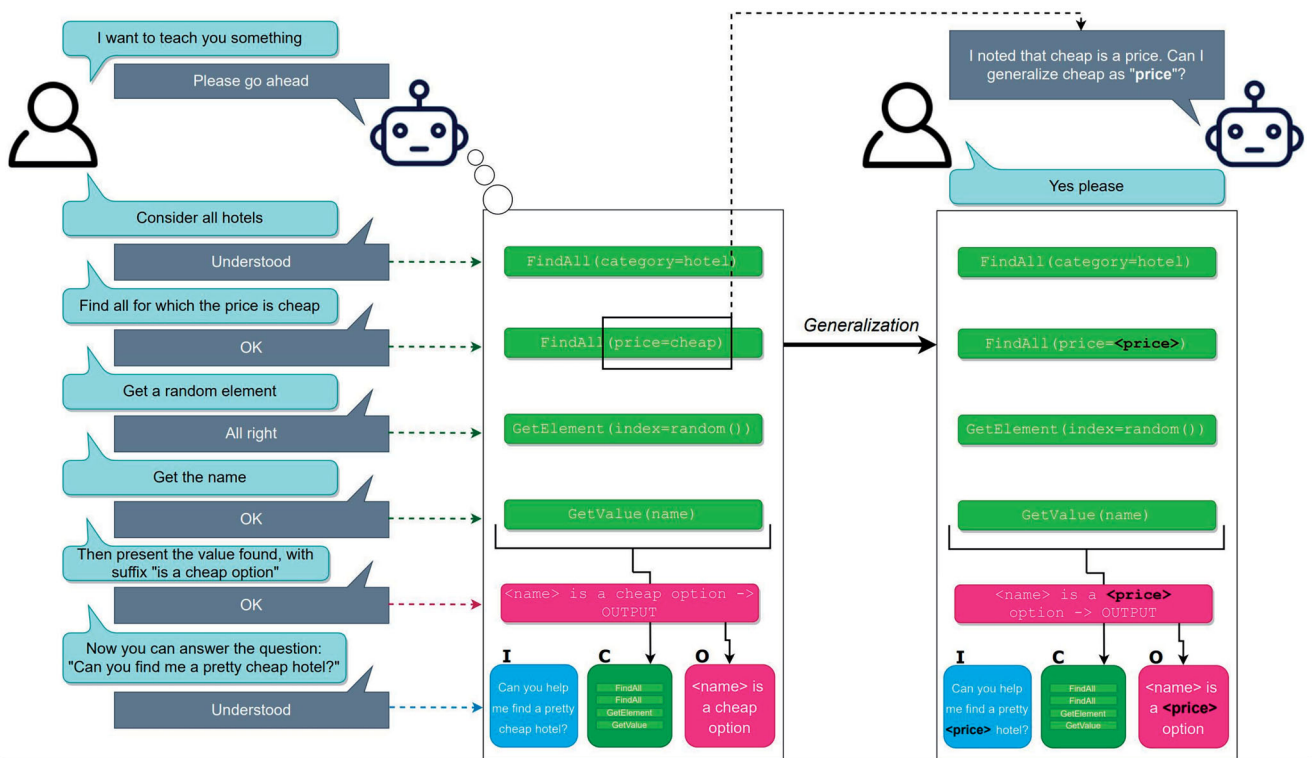 I want to teach you something
Please go ahead
Consider all hotels
Understood
Find all for which the price is cheap
OK
Get a random element
All right
Get the name
OK
Then present the value found, with
suffix "is a cheap option"
OK
Now you can answer the question:
"Can you find me a pretty cheap hotel?"
Understood
FindAll(category=hotel)
FindAll(price=cheap)
GetElement(index=random())
GetValue(name)
<name> is a cheap option ->
OUTPUT
I
Can you help
me find a pretty
cheap hotel?
C
FindAll
FindAll
GetElement
GetValue
O
<name> is
a cheap
option
Generalization
I noted that cheap is a price. Can I
generalize cheap as "price"?
Yes please
FindAll(category=hotel)
FindAll(price=<price>)
GetElement(index=random())
GetValue(name)
<name> is a <price>
option -> OUTPUT
I
Can you help
me find a pretty
<price> hotel?
C
FindAll
FindAll
GetElement
GetValue
O
<name> is
a <price>
option